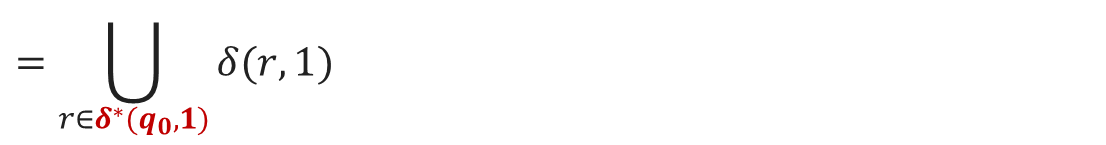 = ⋃ δ(r, 1)
r∈δ*(q₀,1)